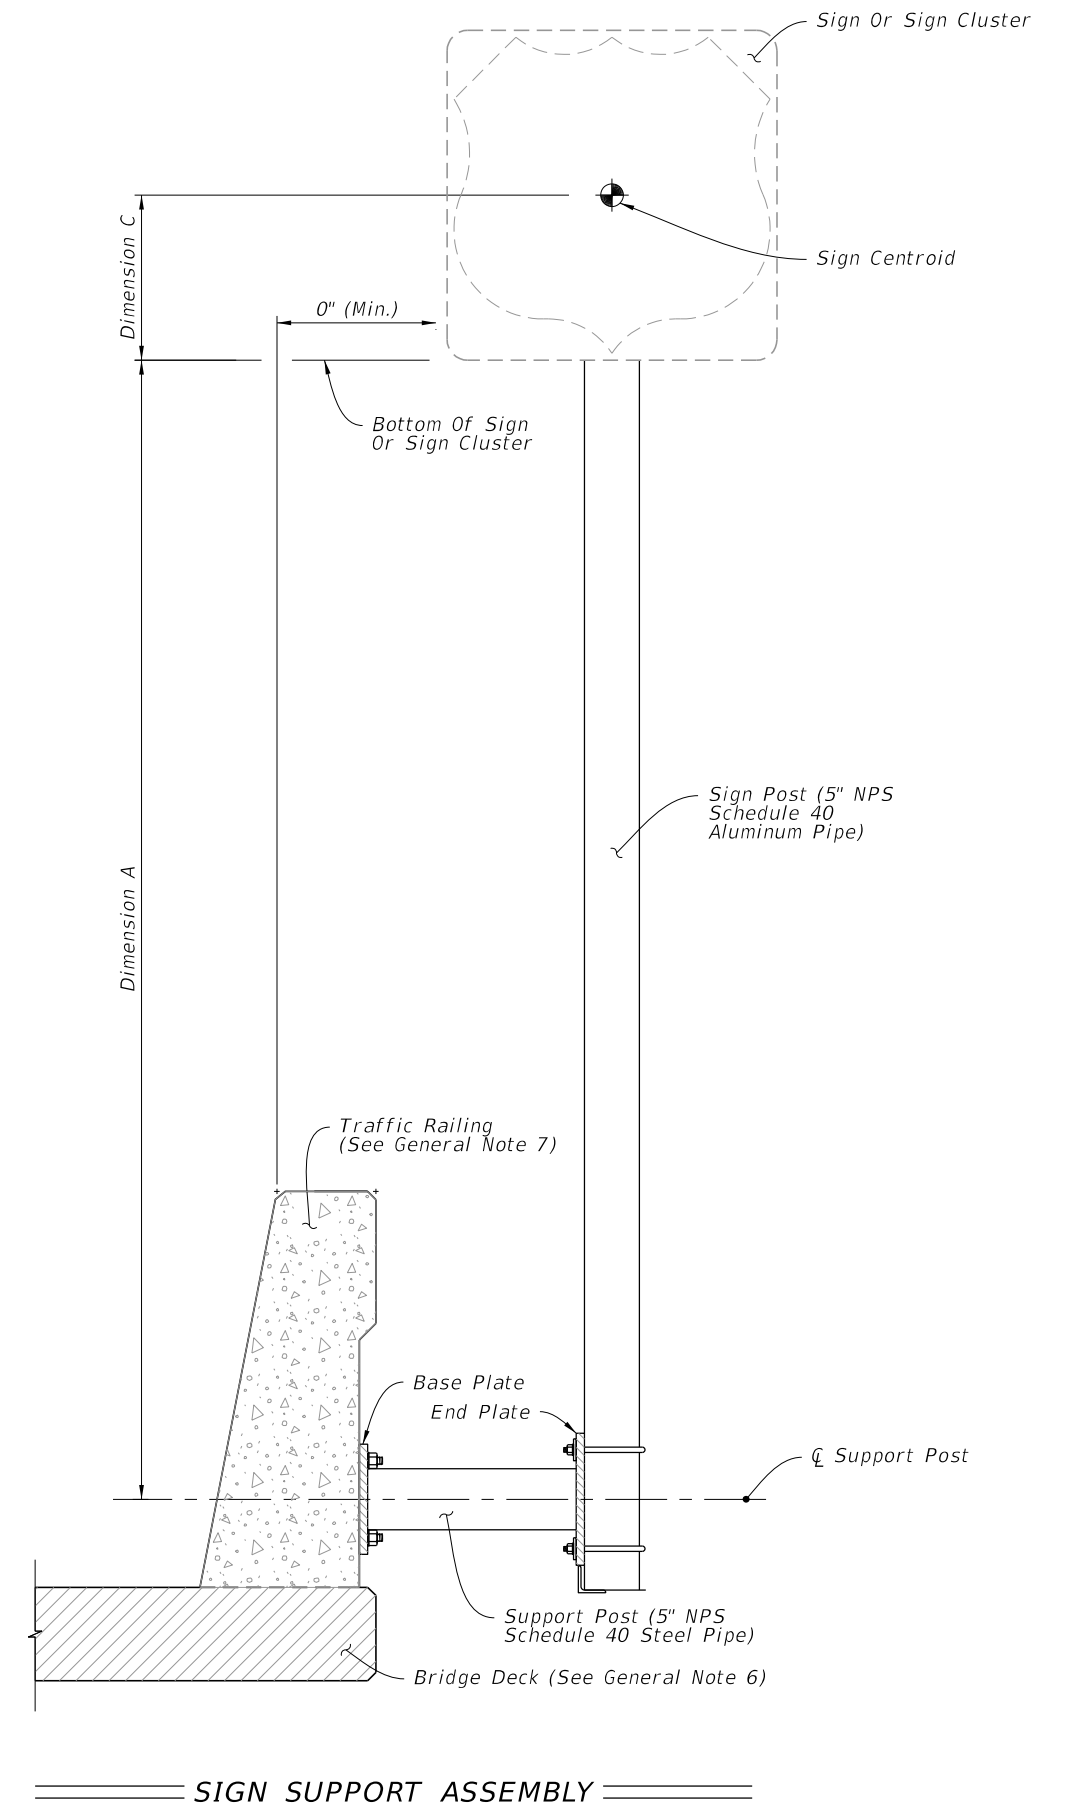 Sign Or Sign Cluster
Dimension C
Sign Centroid
0" (Min.)
Bottom Of Sign
Or Sign Cluster
Sign Post (5" NPS
Schedule 40
Aluminum Pipe)
Dimension A
Traffic Railing
(See General Note 7)
Base Plate
End Plate
℄ Support Post
Support Post (5" NPS
Schedule 40 Steel Pipe)
Bridge Deck (See General Note 6)
SIGN SUPPORT ASSEMBLY